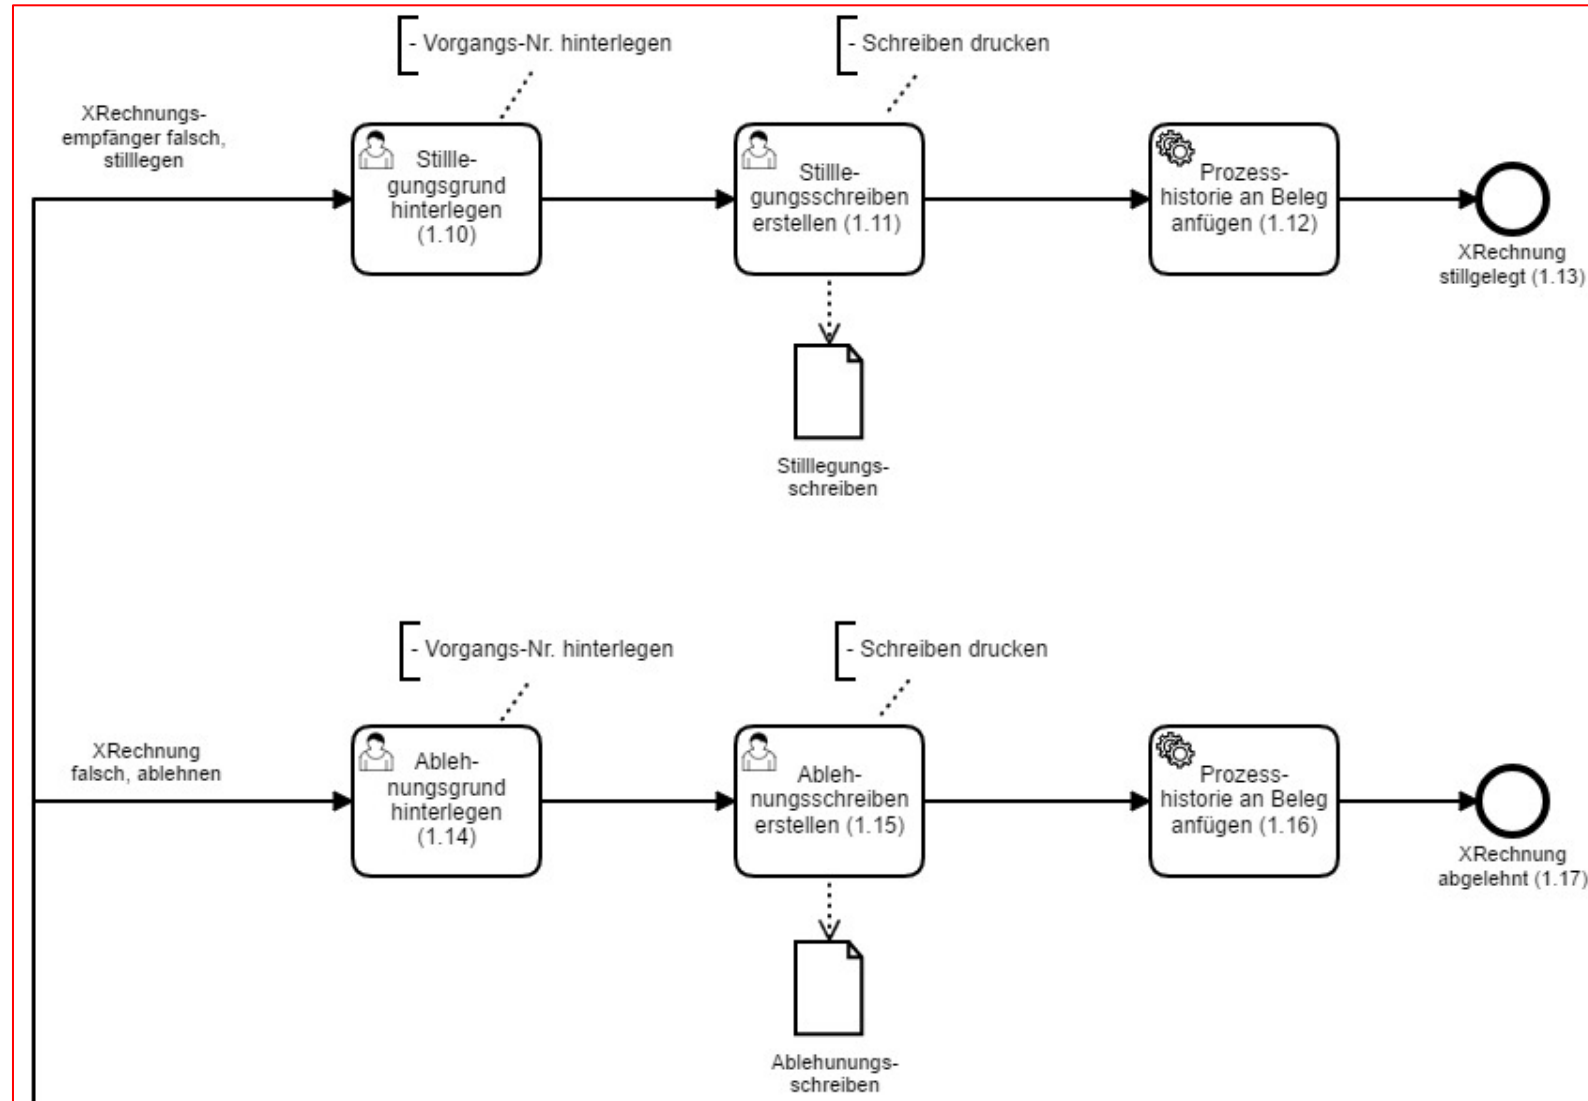 - Vorgangs-Nr. hinterlegen
- Schreiben drucken
XRechnungs-
empfänger falsch,
stilllegen
Stillle-
gungsgrund
hinterlegen
(1.10)
Stillle-
gungsschreiben
erstellen (1.11)
Prozess-
historie an Beleg
anfügen (1.12)
XRechnung
stillgelegt (1.13)
Stilllegungs-
schreiben
- Vorgangs-Nr. hinterlegen
- Schreiben drucken
XRechnung
falsch, ablehnen
Ableh-
nungsgrund
hinterlegen
(1.14)
Ableh-
nungsschreiben
erstellen (1.15)
Prozess-
historie an Beleg
anfügen (1.16)
XRechnung
abgelehnt (1.17)
Ablehunungs-
schreiben